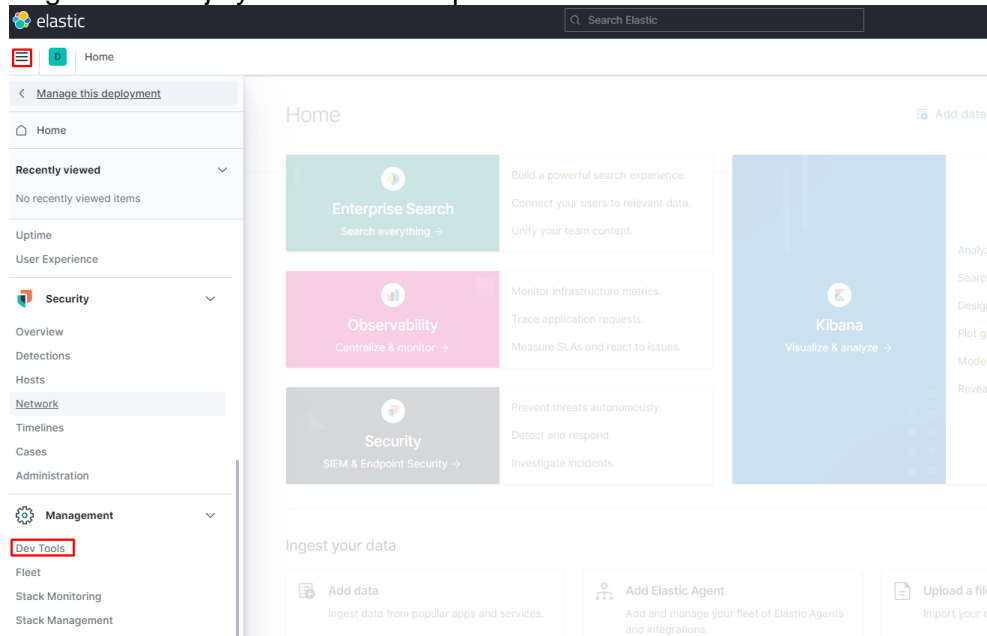 elastic
Search Elastic
D
Home
Manage this deployment
Home
Recently viewed
No recently viewed items
Uptime
User Experience
Security
Overview
Detections
Hosts
Network
Timelines
Cases
Administration
Management
Dev Tools
Fleet
Stack Monitoring
Stack Management
Home
Add data
Enterprise Search
Search everything →
Build a powerful search experience.
Connect your users to relevant data.
Unify your team content.
Observability
Centralize & monitor →
Monitor infrastructure metrics.
Trace application requests.
Measure SLAs and react to issues.
Security
SIEM & Endpoint Security →
Prevent threats autonomously.
Detect and respond.
Investigate incidents.
Kibana
Visualize & analyze →
Ingest your data
Add data
Ingest data from popular apps and services.
Add Elastic Agent
Add and manage your fleet of Elastic Agents
and integrations.
Upload a file
Import your